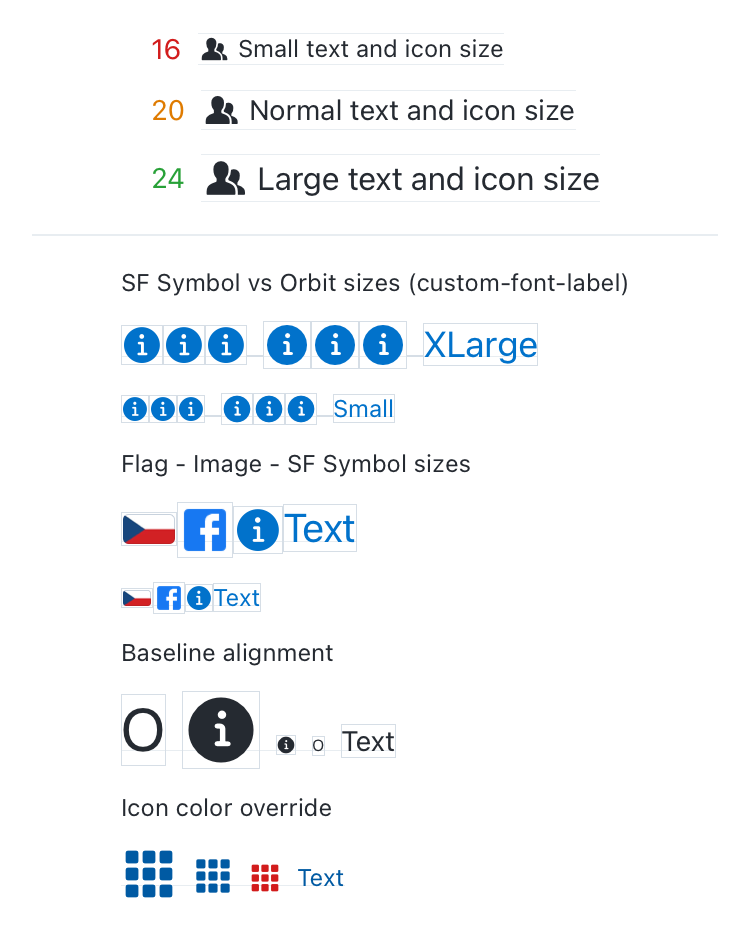 16 Small text and icon size
20 Normal text and icon size
24 Large text and icon size
SF Symbol vs Orbit sizes (custom-font-label)
XLarge
Small
Flag - Image - SF Symbol sizes
Text
Text
Baseline alignment
O O Text
Icon color override
Text